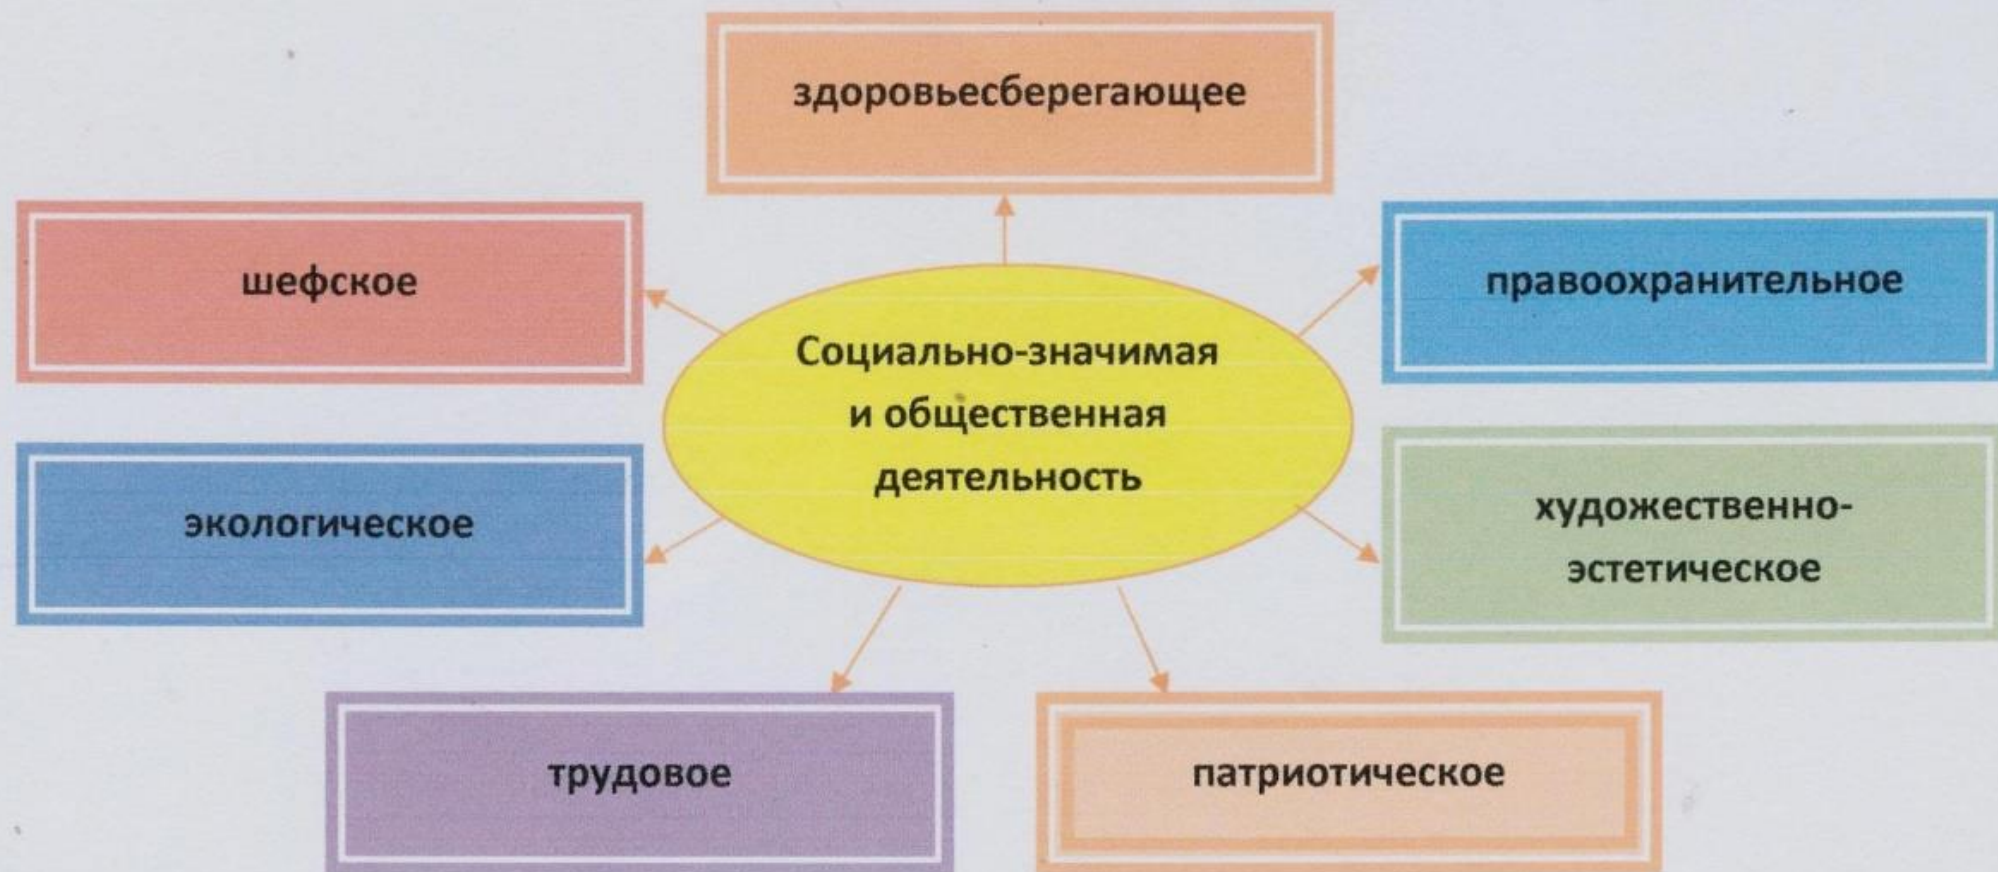 здоровьесберегающее
шефское
правоохранительное
Социально-значимая
и общественная
деятельность
экологическое
художественно-
эстетическое
трудовое
патриотическое